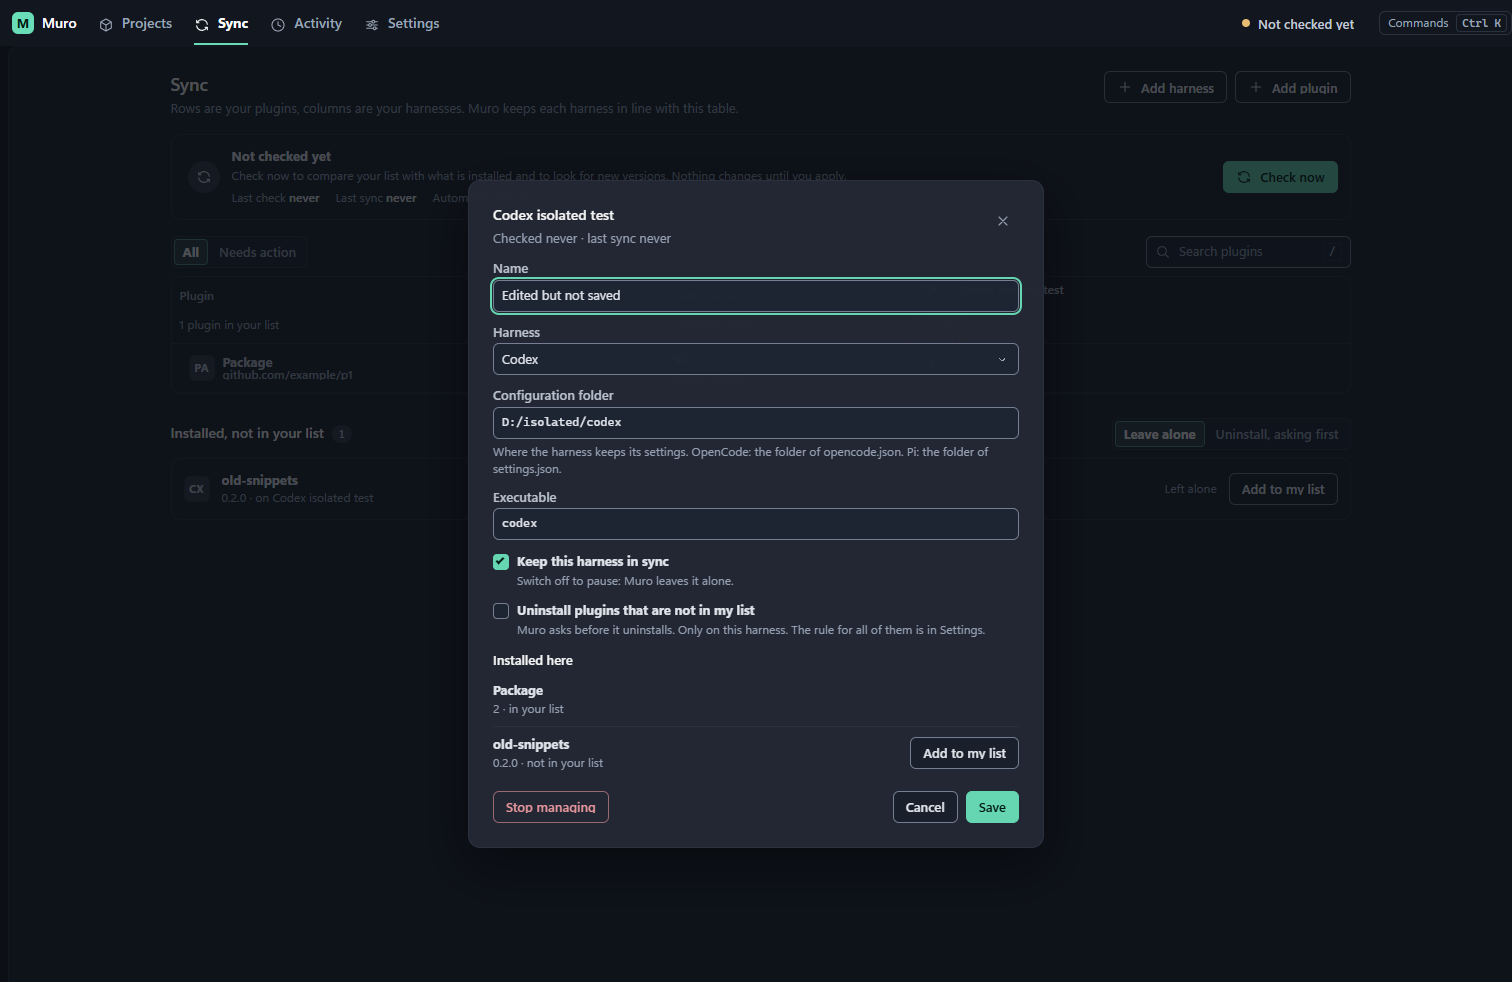 M Muro Projects Sync Activity Settings Not checked yet Commands Ctrl K
Sync
Rows are your plugins, columns are your harnesses. Muro keeps each harness in line with this table.
Add harness Add plugin
Not checked yet
Check now to compare your list with what is installed and to look for new versions. Nothing changes until you apply.
Last check never Last sync never Autom
Check now
All Needs action
Search plugins /
Plugin
test
1 plugin in your list
PA Package
github.com/example/p1
Installed, not in your list 1
Leave alone Uninstall, asking first
CX old-snippets
0.2.0 · on Codex isolated test
Left alone Add to my list
Codex isolated test
Checked never · last sync never
Name
Edited but not saved
Harness
Codex
Configuration folder
D:/isolated/codex
Where the harness keeps its settings. OpenCode: the folder of opencode.json. Pi: the folder of
settings.json.
Executable
codex
Keep this harness in sync
Switch off to pause: Muro leaves it alone.
Uninstall plugins that are not in my list
Muro asks before it uninstalls. Only on this harness. The rule for all of them is in Settings.
Installed here
Package
2 · in your list
old-snippets
0.2.0 · not in your list
Add to my list
Stop managing Cancel Save